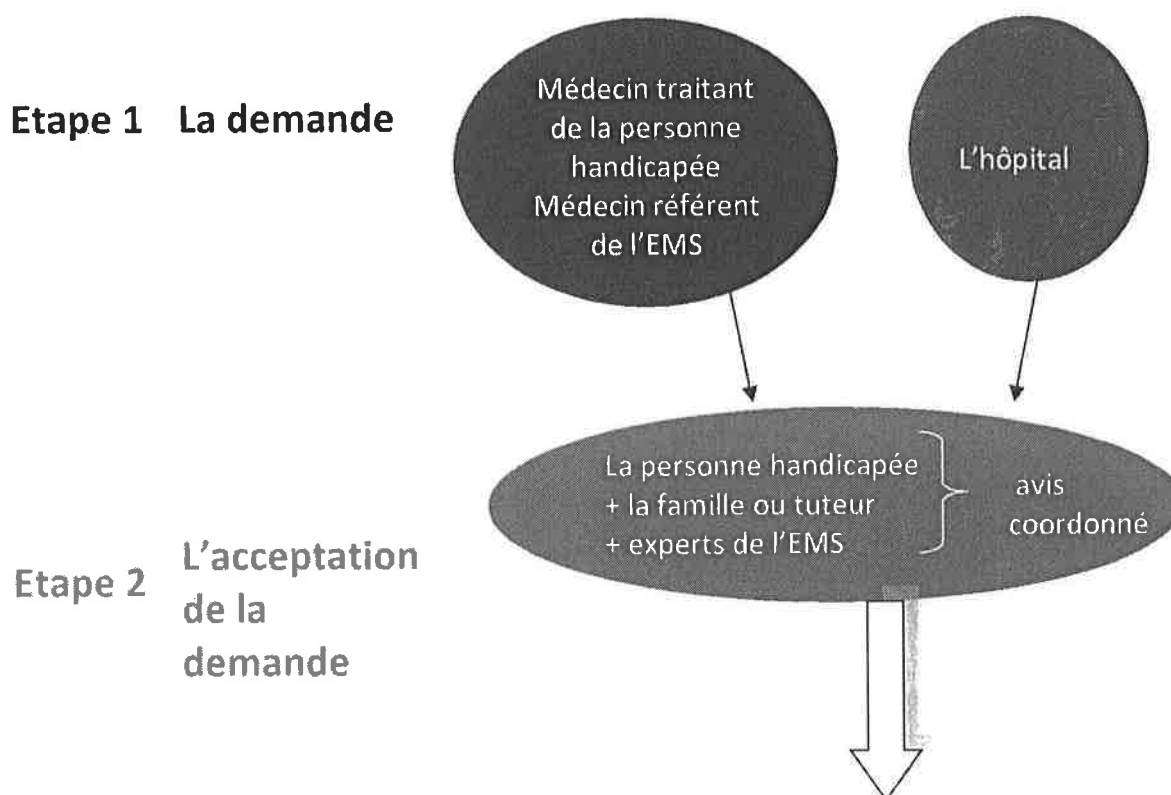 Etape 1 La demande
Médecin traitant
de la personne
handicapée
Médecin référent
de l'EMS
L'hôpital
La personne handicapée
+ la famille ou tuteur
+ experts de l'EMS
avis
coordonné
Etape 2
L'acceptation
de la
demande